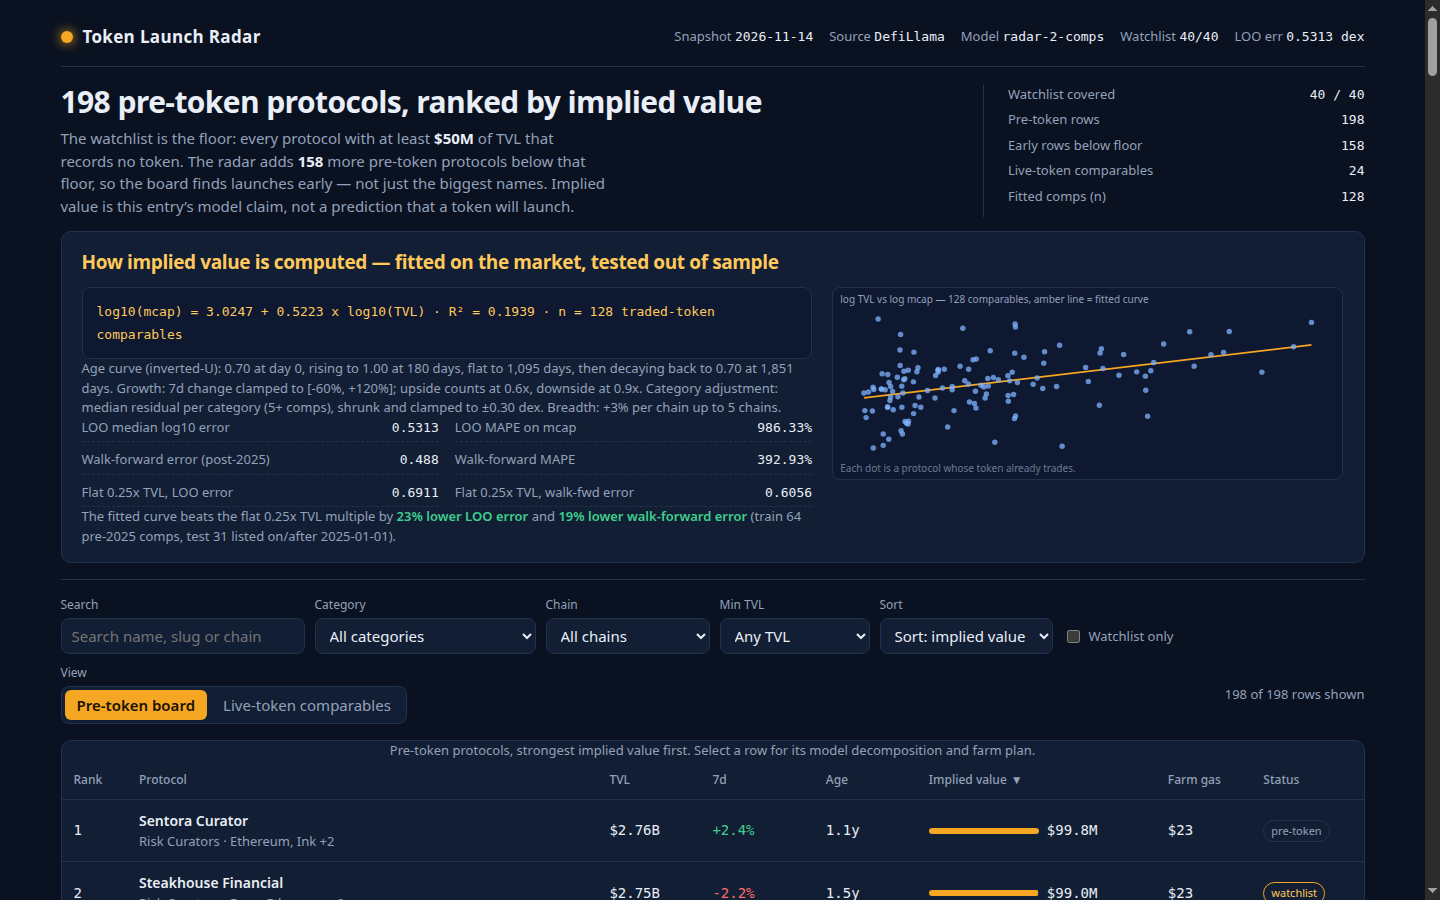 Token Launch Radar
Snapshot 2026-11-14 Source DefiLlama Model radar-2-comps Watchlist 40/40 LOO err 0.5313 dex
198 pre-token protocols, ranked by implied value
The watchlist is the floor: every protocol with at least $50M of TVL that
records no token. The radar adds 158 more pre-token protocols below that
floor, so the board finds launches early — not just the biggest names. Implied
value is this entry’s model claim, not a prediction that a token will launch.
Watchlist covered 40 / 40
Pre-token rows 198
Early rows below floor 158
Live-token comparables 24
Fitted comps (n) 128
How implied value is computed — fitted on the market, tested out of sample
log10(mcap) = 3.0247 + 0.5223 x log10(TVL) · R² = 0.1939 · n = 128 traded-token
comparables
Age curve (inverted-U): 0.70 at day 0, rising to 1.00 at 180 days, flat to 1,095 days, then decaying back to 0.70 at 1,851
days. Growth: 7d change clamped to [-60%, +120%]; upside counts at 0.6x, downside at 0.9x. Category adjustment:
median residual per category (5+ comps), shrunk and clamped to ±0.30 dex. Breadth: +3% per chain up to 5 chains.
LOO median log10 error 0.5313 LOO MAPE on mcap 986.33%
Walk-forward error (post-2025) 0.488 Walk-forward MAPE 392.93%
Flat 0.25x TVL, LOO error 0.6911 Flat 0.25x TVL, walk-fwd error 0.6056
The fitted curve beats the flat 0.25x TVL multiple by 23% lower LOO error and 19% lower walk-forward error (train 64
pre-2025 comps, test 31 listed on/after 2025-01-01).
log TVL vs log mcap — 128 comparables, amber line = fitted curve
Each dot is a protocol whose token already trades.
Search Category Chain Min TVL Sort
Search name, slug or chain All categories All chains Any TVL Sort: implied value Watchlist only
View
Pre-token board Live-token comparables
198 of 198 rows shown
Pre-token protocols, strongest implied value first. Select a row for its model decomposition and farm plan.
Rank Protocol TVL 7d Age Implied value ▼ Farm gas Status
1 Sentora Curator $2.76B +2.4% 1.1y $99.8M $23 pre-token
Risk Curators · Ethereum, Ink +2
2 Steakhouse Financial $2.75B -2.2% 1.5y $99.0M $23 watchlist